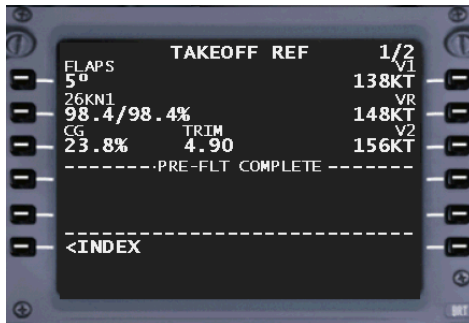 TAKEOFF REF 1/2
FLAPS V1
5° 138KT
26KN1 VR
98.4/98.4% 148KT
CG TRIM V2
23.8% 4.90 156KT
--------PRE-FLT COMPLETE--------
--------------------------------
<INDEX
BRT